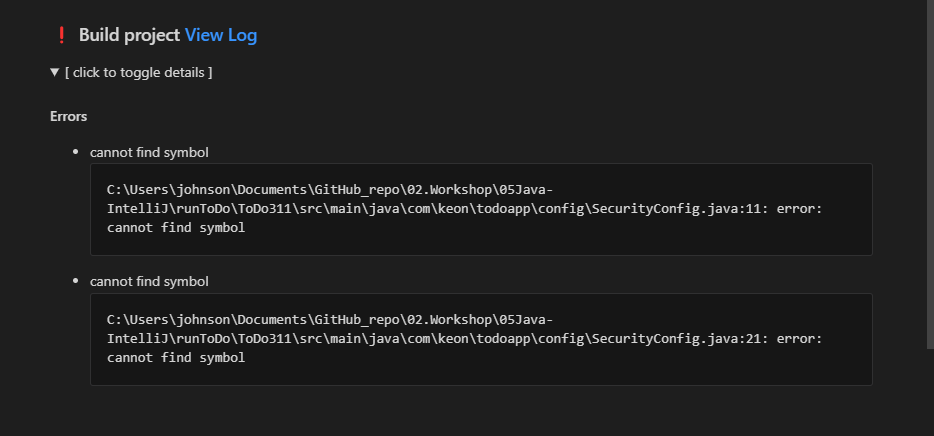 ❗ Build project View Log
▼ [ click to toggle details ]
Errors
• cannot find symbol
C:\Users\johnson\Documents\GitHub_repo\02.Workshop\05Java-
IntelliJ\runToDo\ToDo311\src\main\java\com\keon\todoapp\config\SecurityConfig.java:11: error:
cannot find symbol
• cannot find symbol
C:\Users\johnson\Documents\GitHub_repo\02.Workshop\05Java-
IntelliJ\runToDo\ToDo311\src\main\java\com\keon\todoapp\config\SecurityConfig.java:21: error:
cannot find symbol